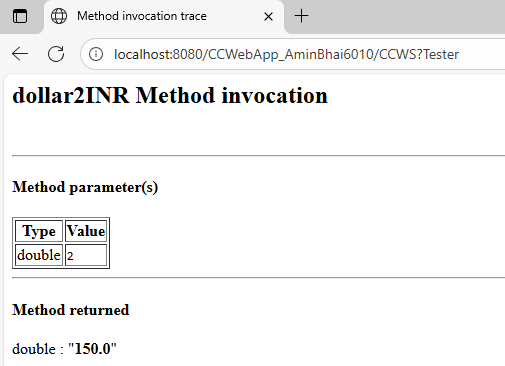 Method invocation trace
localhost:8080/CCWebApp_AminBhai6010/CCWS?Tester
dollar2INR Method invocation
Method parameter(s)
Type Value
double 2
Method returned
double : "150.0"